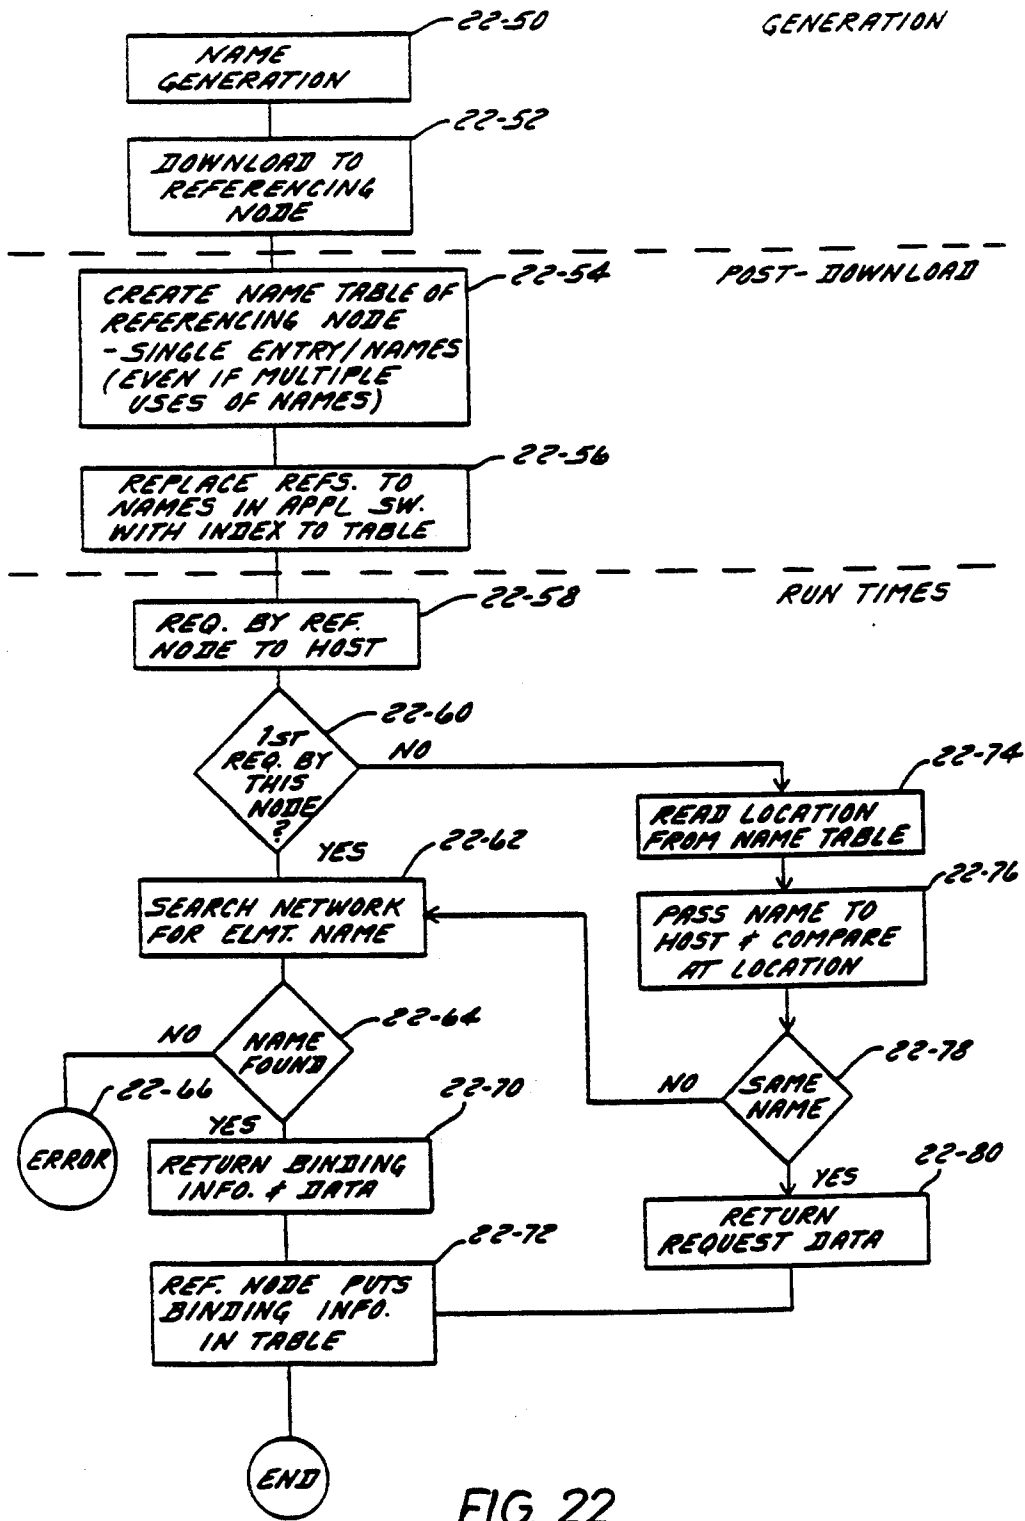 22-50
GENERATION
NAME
GENERATION
22-52
DOWNLOAD TO
REFERENCING
NODE
22-54
POST-DOWNLOAD
CREATE NAME TABLE OF
REFERENCING NODE
-SINGLE ENTRY/NAMES
(EVEN IF MULTIPLE
USES OF NAMES)
22-56
REPLACE REFS. TO
NAMES IN APPL SW.
WITH INDEX TO TABLE
22-58
RUN TIMES
REQ. BY REF.
NODE TO HOST
22-60
1ST
REQ. BY
THIS
NODE
?
NO
YES
22-74
READ LOCATION
FROM NAME TABLE
22-62
SEARCH NETWORK
FOR ELMT. NAME
22-76
PASS NAME TO
HOST & COMPARE
AT LOCATION
22-64
NAME
FOUND
NO
22-66
ERROR
YES
22-78
SAME
NAME
NO
YES
22-70
RETURN BINDING
INFO. & DATA
22-80
RETURN
REQUEST DATA
22-72
REF. NODE PUTS
BINDING INFO.
IN TABLE
END
FIG. 22